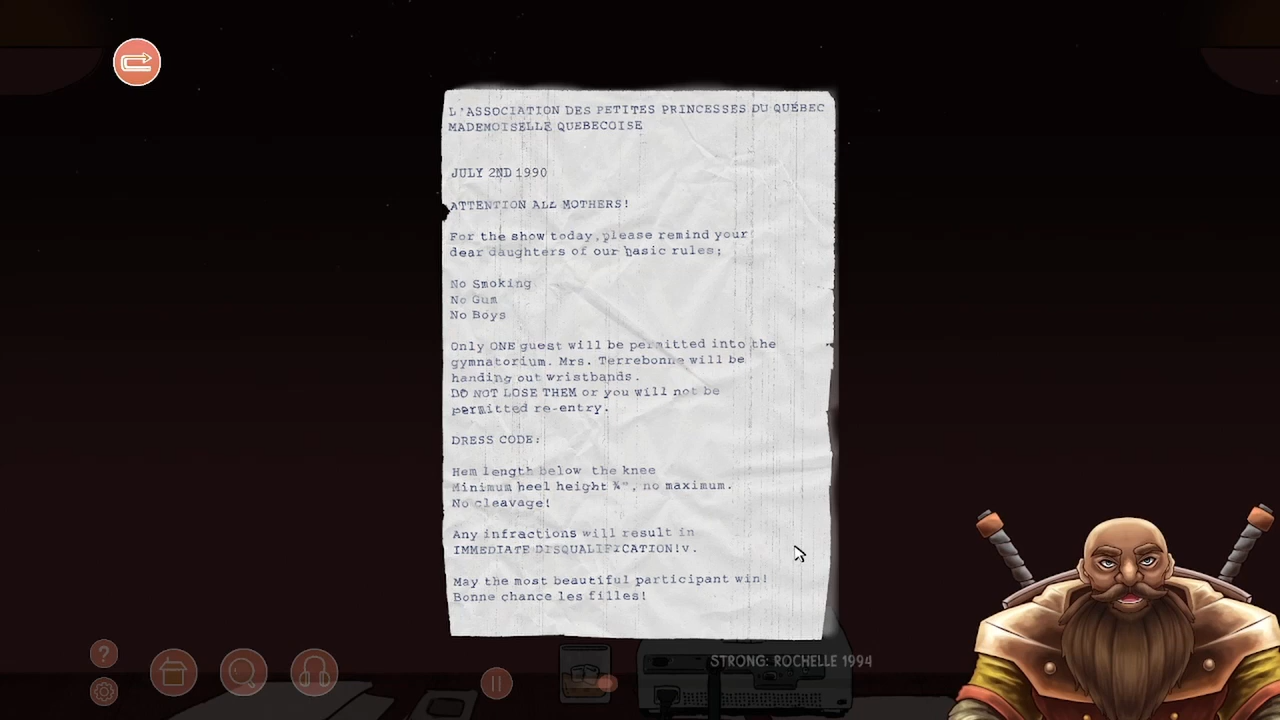 L'ASSOCIATION DES PETITES PRINCESSES DU QUÉBEC
MADEMOISELLE QUEBECOISE
JULY 2ND 1990
ATTENTION ALL MOTHERS!
For the show today,please remind your
dear daughters of our basic rules;
No Smoking
No Gum
No Boys
Only ONE guest will be permitted into the
gymnatorium. Mrs. Terrebonne will be
handing out wristbands.
DO NOT LOSE THEM or you will not be
permitted re-entry.
DRESS CODE:
Hem length below the knee
Minimum heel height ¾", no maximum.
No cleavage!
Any infractions will result in
IMMEDIATE DISQUALIFICATION!v.
May the most beautiful participant win!
Bonne chance les filles!
?
STRONG: ROCHELLE 1994